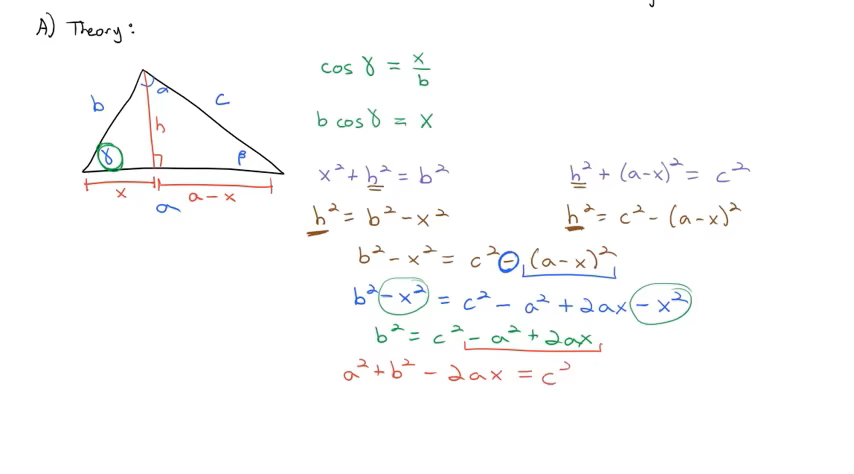 A) Theory:
cos γ = x/b
b cos γ = x
b
α
c
h
γ
β
x
a - x
a
x² + h² = b²
h² + (a-x)² = c²
h² = b² - x²
h² = c² - (a-x)²
b² - x² = c² - (a-x)²
b² - x² = c² - a² + 2ax - x²
b² = c² - a² + 2ax
a² + b² - 2ax = c²